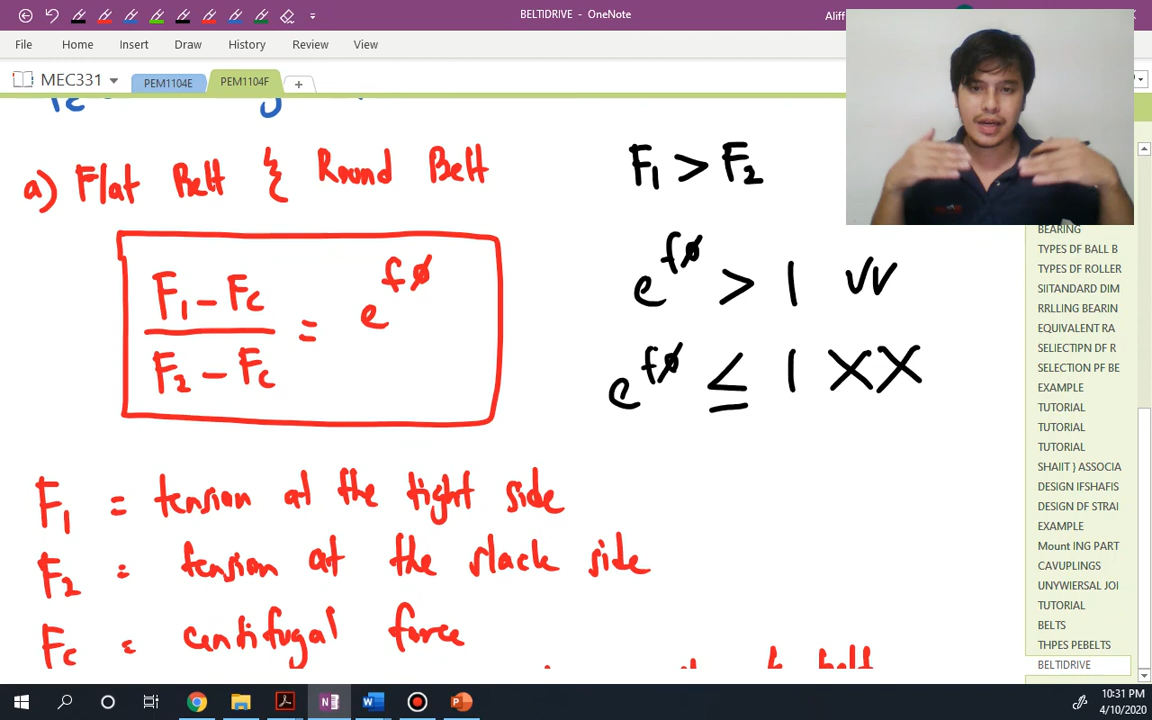 BELTIDRIVE - OneNote
Aliff
File Home Insert Draw History Review View
MEC331 PEM1104E PEM1104F +
a) Flat Belt } Round Belt
F1 - Fc
F2 - Fc
= e^fø
F1 > F2
e^fø > 1 √√
e^fø ≤ 1 XX
F1 = tension at the tight side
F2 = tension at the slack side
Fc = centifugal force
belt
BEARING
TYPES DF BALL B
TYPES DF ROLLER
SIITANDARD DIM
RRLLING BEARIN
EQUIVALENT RA
SELIECTIPN DF R
SELECTION PF BE
EXAMPLE
TUTORIAL
TUTORIAL
TUTORIAL
SHAIIT } ASSOCIA
DESIGN IFSHAFIS
DESIGN DF STRAI
EXAMPLE
Mount ING PART
CAVUPLINGS
UNYWIERSAL JOI
TUTORIAL
BELTS
THPES PEBELTS
BELTIDRIVE
10:31 PM
4/10/2020